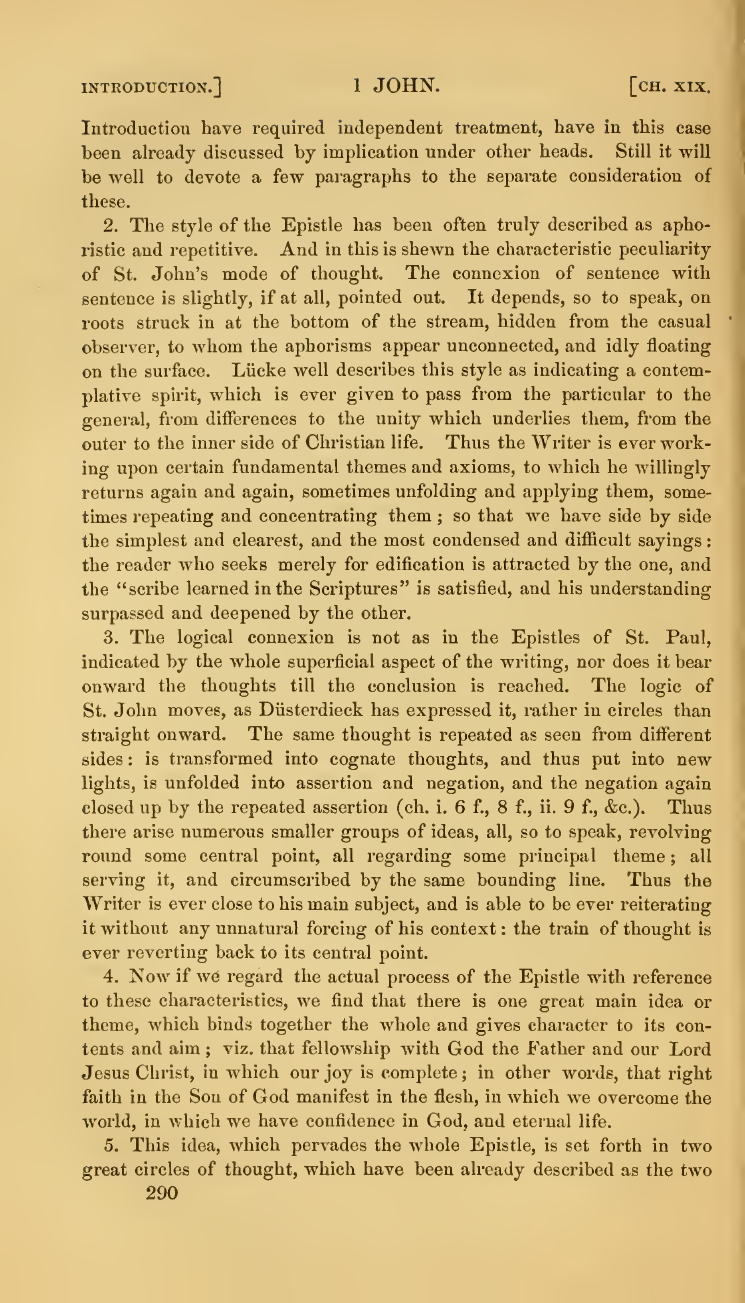 INTRODUCTION.] 1 JOHN. [CH. XIX.
Introduction have required independent treatment, have in this case
been already discussed by implication under other heads. Still it will
be well to devote a few paragraphs to the separate consideration of
these.
2. The style of the Epistle has been often truly described as apho-
ristic and repetitive. And in this is shewn the characteristic peculiarity
of St. John's mode of thought. The connexion of sentence with
sentence is slightly, if at all, pointed out. It depends, so to speak, on
roots struck in at the bottom of the stream, hidden from the casual
observer, to whom the aphorisms appear unconnected, and idly floating
on the surface. Lücke well describes this style as indicating a contem-
plative spirit, which is ever given to pass from the particular to the
general, from differences to the unity which underlies them, from the
outer to the inner side of Christian life. Thus the Writer is ever work-
ing upon certain fundamental themes and axioms, to which he willingly
returns again and again, sometimes unfolding and applying them, some-
times repeating and concentrating them ; so that we have side by side
the simplest and clearest, and the most condensed and difficult sayings :
the reader who seeks merely for edification is attracted by the one, and
the “scribe learned in the Scriptures” is satisfied, and his understanding
surpassed and deepened by the other.
3. The logical connexion is not as in the Epistles of St. Paul,
indicated by the whole superficial aspect of the writing, nor does it bear
onward the thoughts till the conclusion is reached. The logic of
St. John moves, as Düsterdieck has expressed it, rather in circles than
straight onward. The same thought is repeated as seen from different
sides : is transformed into cognate thoughts, and thus put into new
lights, is unfolded into assertion and negation, and the negation again
closed up by the repeated assertion (ch. i. 6 f., 8 f., ii. 9 f., &c.). Thus
there arise numerous smaller groups of ideas, all, so to speak, revolving
round some central point, all regarding some principal theme ; all
serving it, and circumscribed by the same bounding line. Thus the
Writer is ever close to his main subject, and is able to be ever reiterating
it without any unnatural forcing of his context : the train of thought is
ever reverting back to its central point.
4. Now if we regard the actual process of the Epistle with reference
to these characteristics, we find that there is one great main idea or
theme, which binds together the whole and gives character to its con-
tents and aim ; viz. that fellowship with God the Father and our Lord
Jesus Christ, in which our joy is complete ; in other words, that right
faith in the Son of God manifest in the flesh, in which we overcome the
world, in which we have confidence in God, and eternal life.
5. This idea, which pervades the whole Epistle, is set forth in two
great circles of thought, which have been already described as the two
290